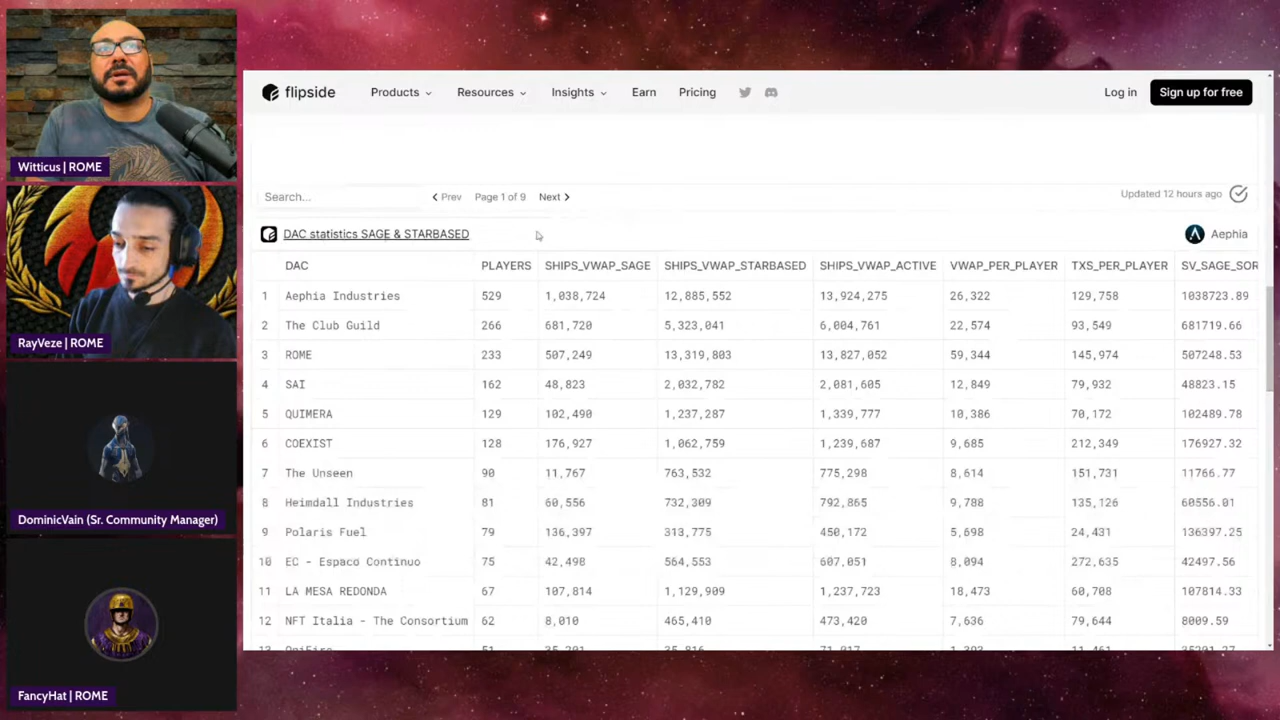 Witticus | ROME
RayVeze | ROME
DominicVain (Sr. Community Manager)
FancyHat | ROME
flipside Products Resources Insights Earn Pricing Log in Sign up for free
Search... Prev Page 1 of 9 Next Updated 12 hours ago
DAC statistics SAGE & STARBASED Aephia
DAC PLAYERS SHIPS_VWAP_SAGE SHIPS_VWAP_STARBASED SHIPS_VWAP_ACTIVE VWAP_PER_PLAYER TXS_PER_PLAYER SV_SAGE_SOR
1 Aephia Industries 529 1,038,724 12,885,552 13,924,275 26,322 129,758 1038723.89
2 The Club Guild 266 681,720 5,323,041 6,004,761 22,574 93,549 681719.66
3 ROME 233 507,249 13,319,803 13,827,052 59,344 145,974 507248.53
4 SAI 162 48,823 2,032,782 2,081,605 12,849 79,932 48823.15
5 QUIMERA 129 102,490 1,237,287 1,339,777 10,386 70,172 102489.78
6 COEXIST 128 176,927 1,062,759 1,239,687 9,685 212,349 176927.32
7 The Unseen 90 11,767 763,532 775,298 8,614 151,731 11766.77
8 Heimdall Industries 81 60,556 732,309 792,865 9,788 135,126 60556.01
9 Polaris Fuel 79 136,397 313,775 450,172 5,698 24,431 136397.25
10 EC - Espaco Continuo 75 42,498 564,553 607,051 8,094 272,635 42497.56
11 LA MESA REDONDA 67 107,814 1,129,909 1,237,723 18,473 60,708 107814.33
12 NFT Italia - The Consortium 62 8,010 465,410 473,420 7,636 79,644 8009.59